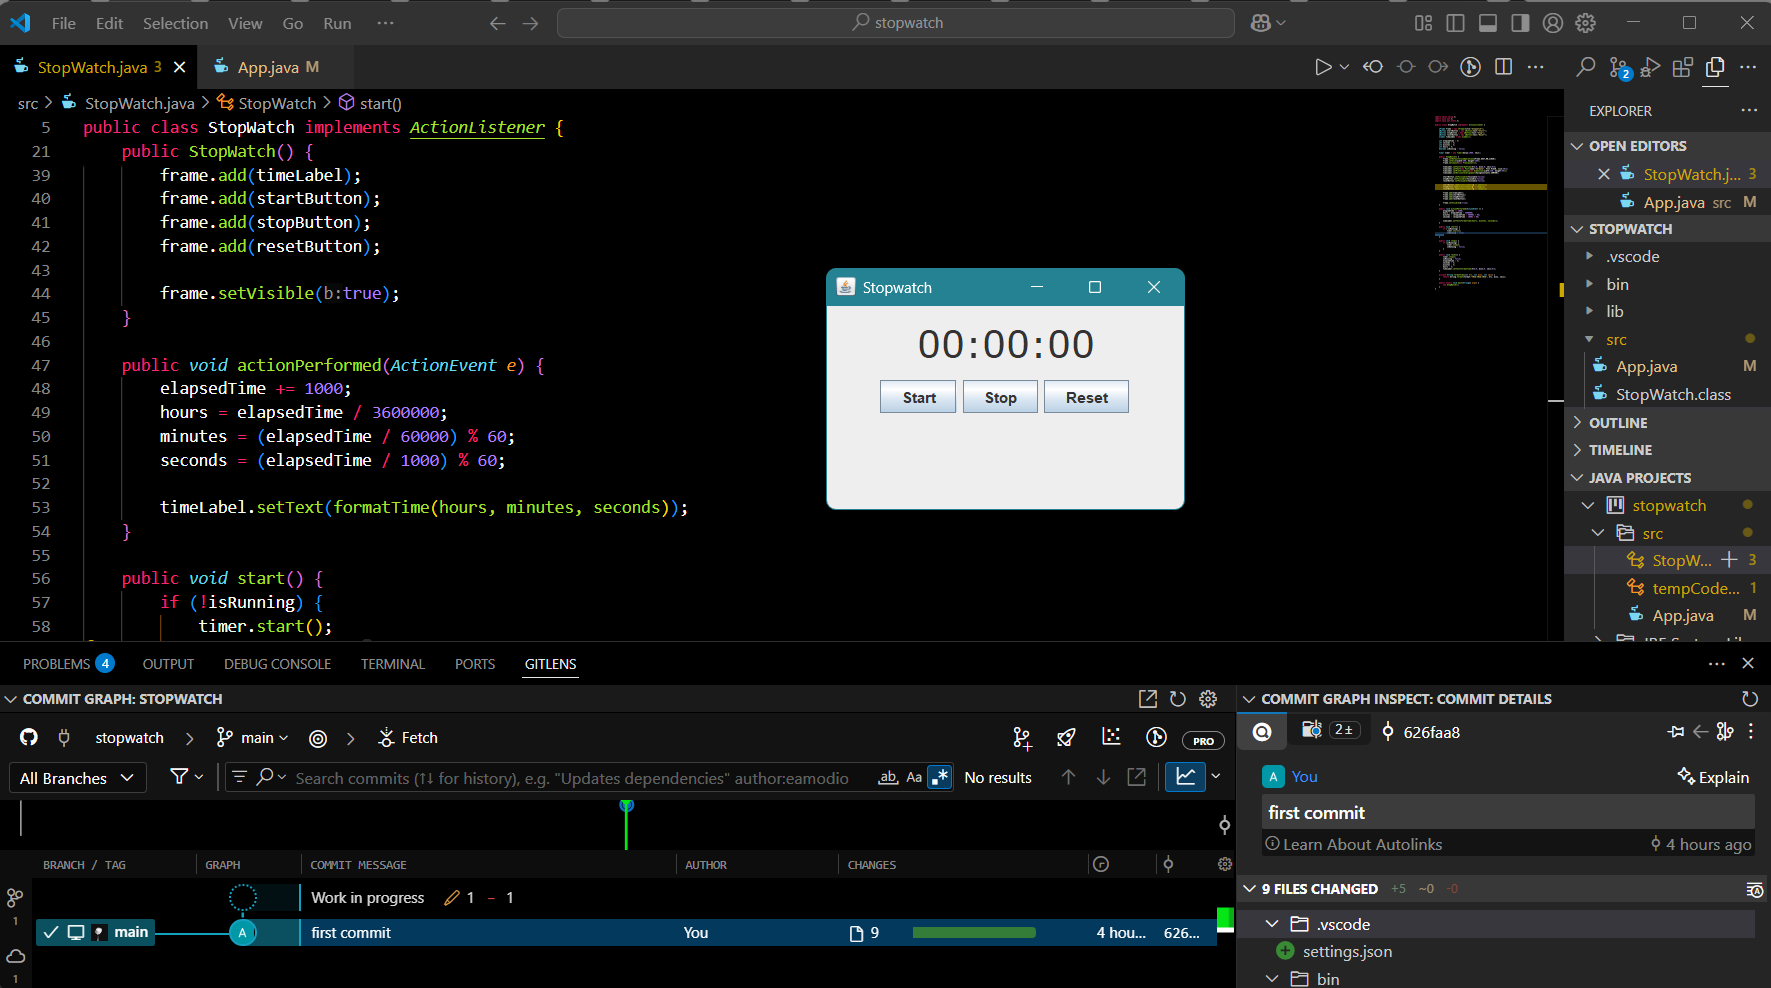 File Edit Selection View Go Run ··· stopwatch
StopWatch.java 3 App.java M
src > StopWatch.java > StopWatch > start()
5 public class StopWatch implements ActionListener {
21 public StopWatch() {
39 frame.add(timeLabel);
40 frame.add(startButton);
41 frame.add(stopButton);
42 frame.add(resetButton);
43
44 frame.setVisible(b:true);
45 }
46
47 public void actionPerformed(ActionEvent e) {
48 elapsedTime += 1000;
49 hours = elapsedTime / 3600000;
50 minutes = (elapsedTime / 60000) % 60;
51 seconds = (elapsedTime / 1000) % 60;
52
53 timeLabel.setText(formatTime(hours, minutes, seconds));
54 }
55
56 public void start() {
57 if (!isRunning) {
58 timer.start();
Stopwatch
00:00:00
Start Stop Reset
2
EXPLORER
OPEN EDITORS
StopWatch.j... 3
App.java src M
STOPWATCH
.vscode
bin
lib
src
App.java M
StopWatch.class
OUTLINE
TIMELINE
JAVA PROJECTS
stopwatch
src
StopW... 3
tempCode... 1
App.java M
PROBLEMS 4 OUTPUT DEBUG CONSOLE TERMINAL PORTS GITLENS
COMMIT GRAPH: STOPWATCH
stopwatch > main > Fetch PRO
All Branches Search commits (↑↓ for history), e.g. "Updates dependencies" author:eamodio ab, Aa .* No results
BRANCH / TAG GRAPH COMMIT MESSAGE AUTHOR CHANGES
Work in progress 1 - 1
main A first commit You 9 4 hou... 626...
1
1
COMMIT GRAPH INSPECT: COMMIT DETAILS
2± 626faa8
A You Explain
first commit
Learn About Autolinks 4 hours ago
9 FILES CHANGED +5 ~0 -0
.vscode
settings.json
bin